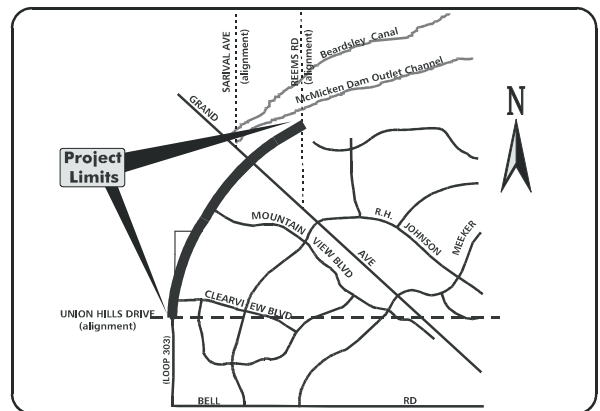 SARIVAL AVE
(alignment)
REEMS RD
(alignment)
Beardsley Canal
McMicken Dam Outlet Channel
GRAND
AVE
N
Project
Limits
MOUNTAIN
VIEW BLVD
R.H. JOHNSON
MEEKER
CLEARVIEW BLVD
UNION HILLS DRIVE
(alignment)
(LOOP 303)
BELL RD